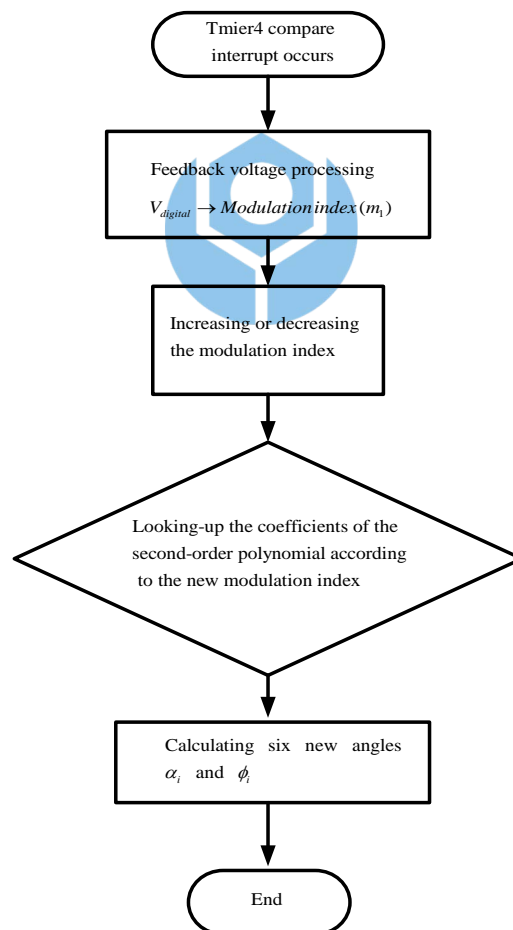 Tmier4 compare
interrupt occurs
Feedback voltage processing
V_digital → Modulation index (m₁)
Increasing or decreasing
the modulation index
Looking-up the coefficients of the
second-order polynomial according
to the new modulation index
Calculating six new angles
α_i and ϕ_i
End